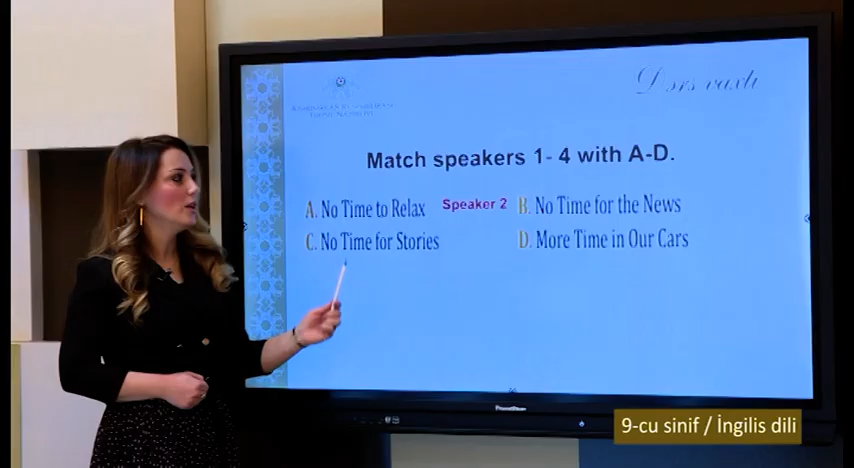 Dərs vaxtı
Match speakers 1- 4 with A-D.
A. No Time to Relax Speaker 2 B. No Time for the News
C. No Time for Stories D. More Time in Our Cars
9-cu sinif / İngilis dili